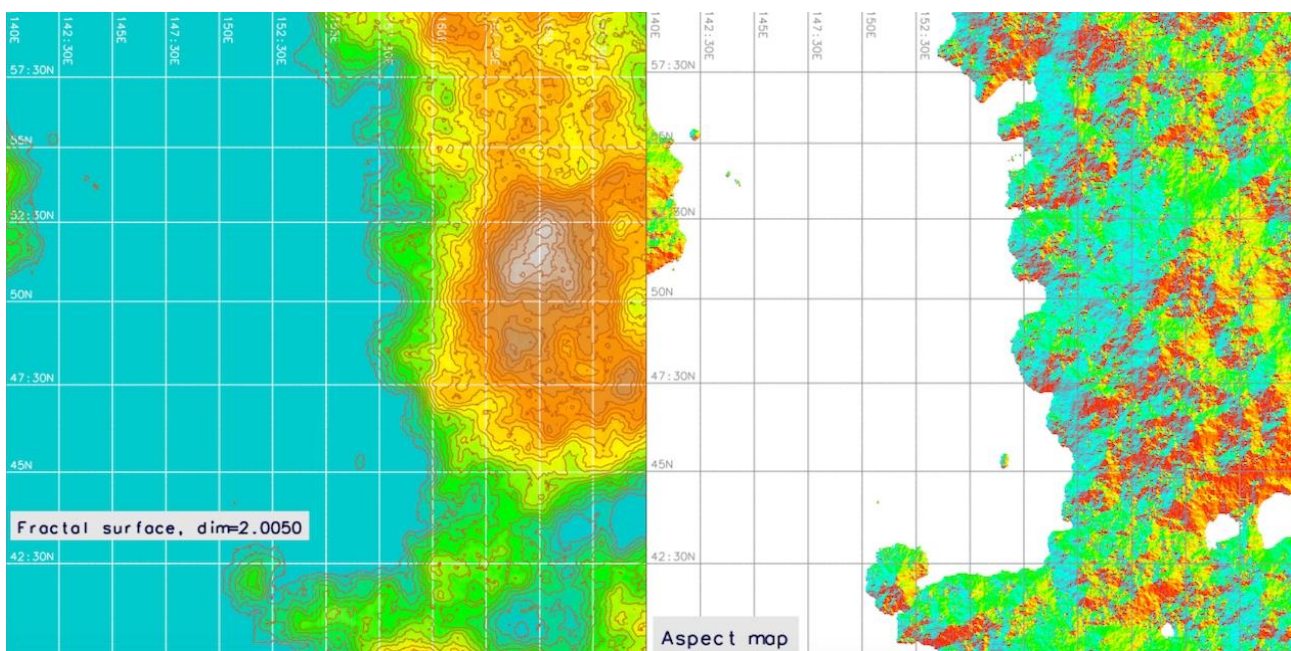 140E 142:30E 145E 147:30E 150E 152:30E
57:30N
55N
52:30N
50N
47:30N
45N
42:30N
Fractal surface, dim=2.0050
140E 142:30E 145E 147:30E 150E 152:30E
57:30N
50N
47:30N
45N
42:30N
Aspect map